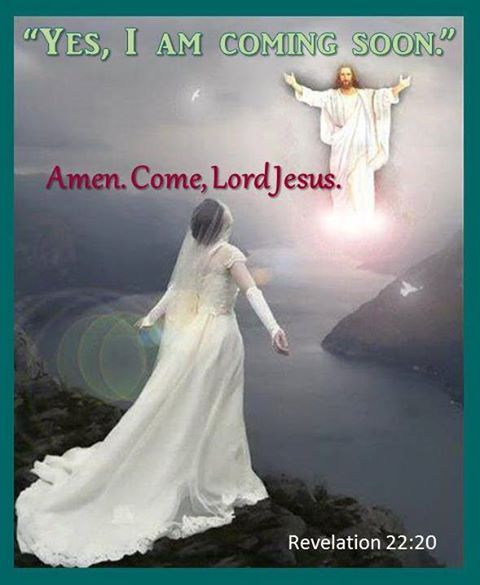 “Yes, I am coming soon.”
Amen. Come, Lord Jesus.
Revelation 22:20